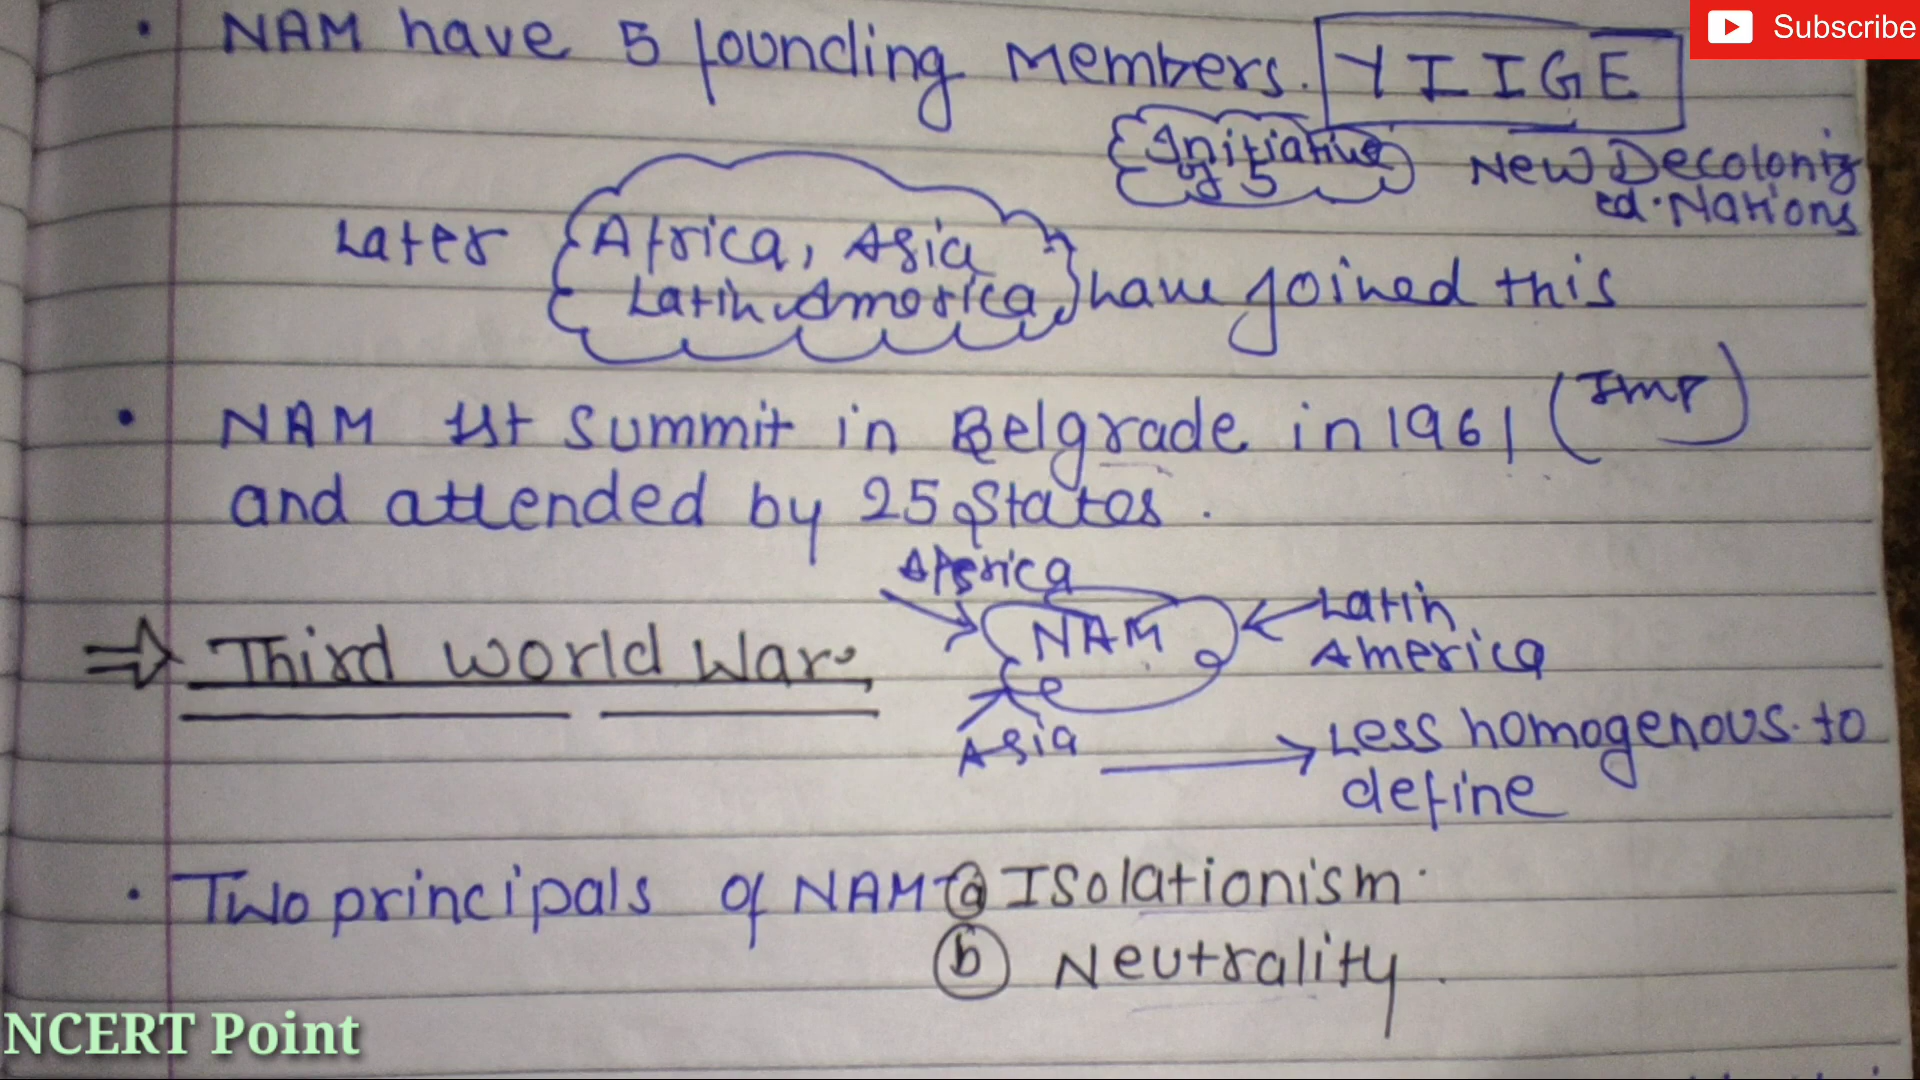 Subscribe
• NAM have 5 founding Members. YIIGE
Initiative of 5
New Decoloniz
ed. Nations
Later Africa, Asia
Latin America have joined this
• NAM 1st Summit in Belgrade in 1961 (Imp)
and attended by 25 States.
Africa
⇒ Third World War. NAM Latin
America
Asia → Less homogenous. to
define
• Two principals of NAM → ⓐ Isolationism.
ⓑ Neutrality.
NCERT Point